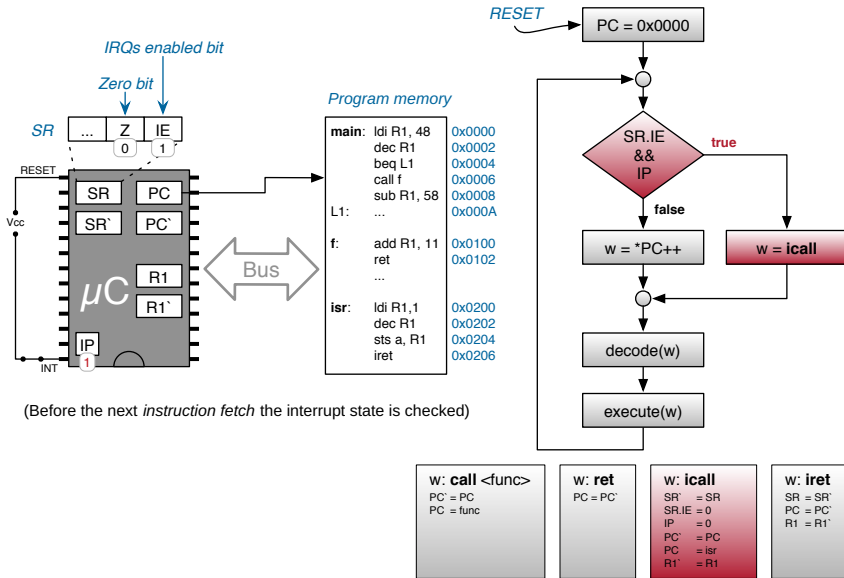 RESET
PC = 0x0000
IRQs enabled bit
Zero bit
SR
... Z IE
0 1
RESET
SR PC
SR` PC`
Vcc
R1
R1`
µC
IP
1
INT
Bus
Program memory
main: ldi R1, 48 0x0000
dec R1 0x0002
beq L1 0x0004
call f 0x0006
sub R1, 58 0x0008
L1: ... 0x000A
f: add R1, 11 0x0100
ret 0x0102
...
isr: ldi R1,1 0x0200
dec R1 0x0202
sts a, R1 0x0204
iret 0x0206
SR.IE
&&
IP
true
false
w = *PC++
w = icall
decode(w)
execute(w)
(Before the next instruction fetch the interrupt state is checked)
w: call <func>
PC` = PC
PC = func
w: ret
PC = PC`
w: icall
SR` = SR
SR.IE = 0
IP = 0
PC` = PC
PC = isr
R1` = R1
w: iret
SR = SR`
PC = PC`
R1 = R1`